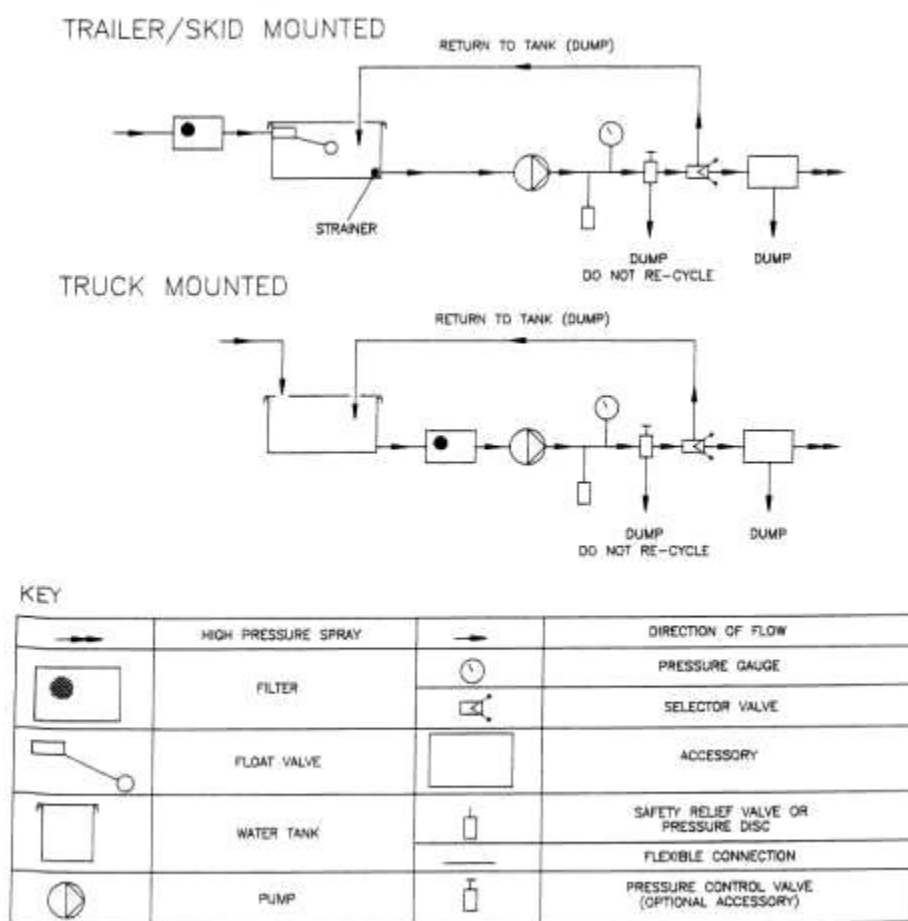 TRAILER/SKID MOUNTED
RETURN TO TANK (DUMP)
STRAINER
DUMP
DO NOT RE-CYCLE
DUMP
TRUCK MOUNTED
RETURN TO TANK (DUMP)
DUMP
DO NOT RE-CYCLE
DUMP
KEY
HIGH PRESSURE SPRAY
DIRECTION OF FLOW
FILTER
PRESSURE GAUGE
SELECTOR VALVE
FLOAT VALVE
ACCESSORY
WATER TANK
SAFETY RELIEF VALVE OR
PRESSURE DISC
FLEXIBLE CONNECTION
PUMP
PRESSURE CONTROL VALVE
(OPTIONAL ACCESSORY)